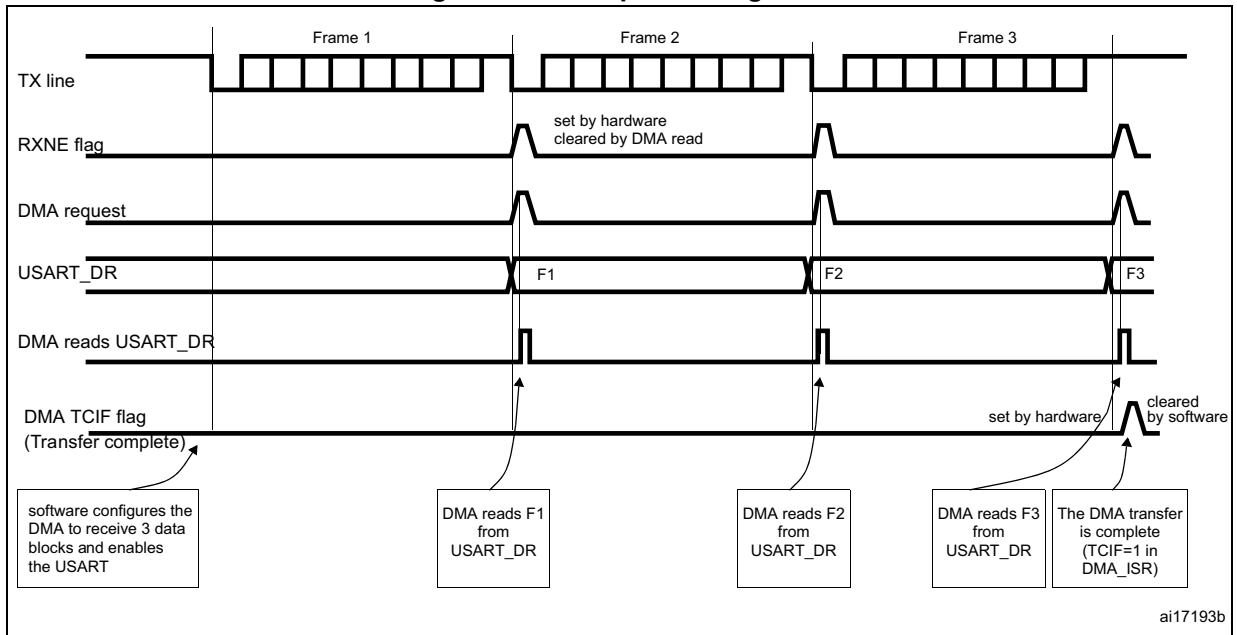 Frame 1
Frame 2
Frame 3
TX line
set by hardware
cleared by DMA read
RXNE flag
DMA request
USART_DR
F1
F2
F3
DMA reads USART_DR
DMA TCIF flag
(Transfer complete)
set by hardware
cleared
by software
software configures the
DMA to receive 3 data
blocks and enables
the USART
DMA reads F1
from
USART_DR
DMA reads F2
from
USART_DR
DMA reads F3
from
USART_DR
The DMA transfer
is complete
(TCIF=1 in
DMA_ISR)
ai17193b